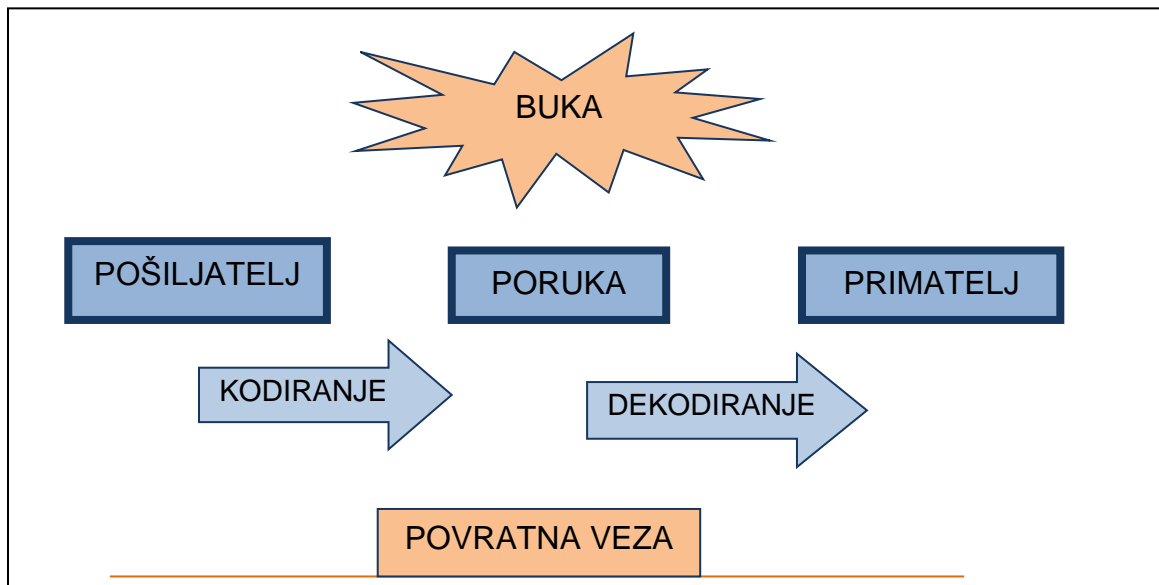 BUKA
POŠILJATELJ
PORUKA
PRIMATELJ
KODIRANJE
DEKODIRANJE
POVRATNA VEZA